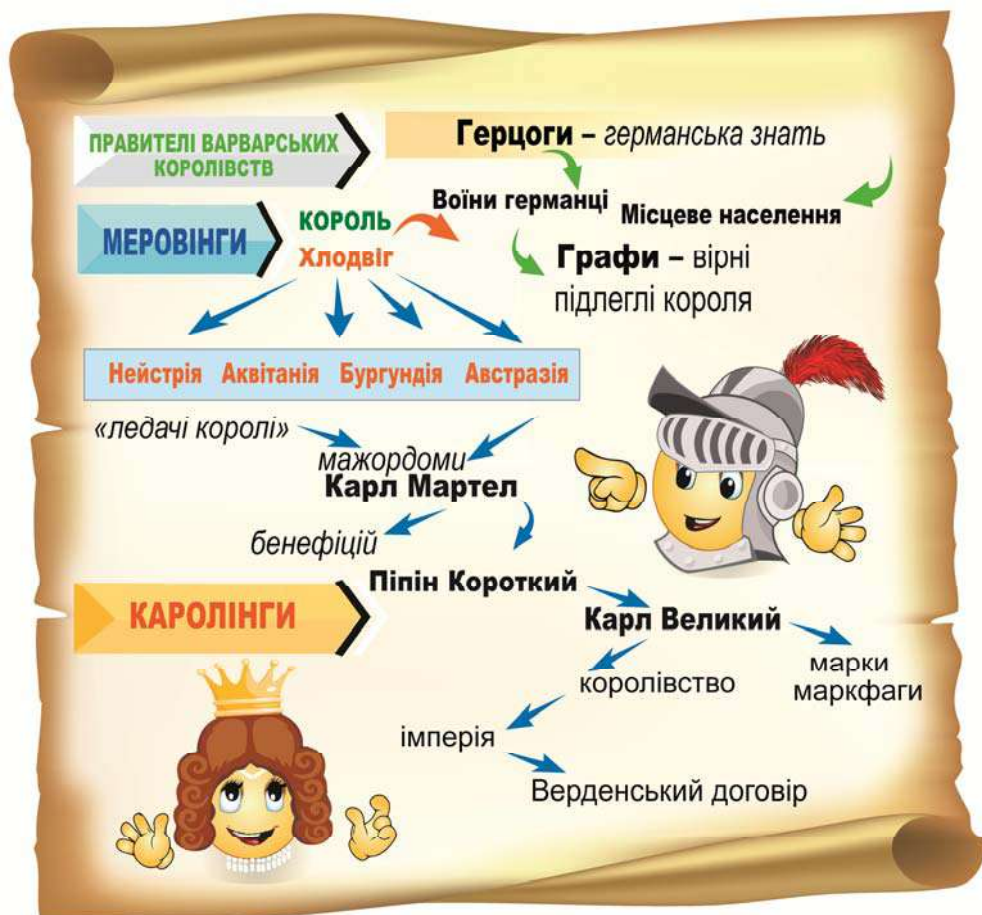 ПРАВИТЕЛІ ВАРВАРСЬКИХ
КОРОЛІВСТВ
Герцоги – германська знать
Воїни германці
Місцеве населення
МЕРОВІНГИ
КОРОЛЬ
Хлодвіг
Графи – вірні
підлеглі короля
Нейстрія Аквітанія Бургундія Австразія
«ледачі королі»
мажордоми
Карл Мартел
бенефіцій
Піпін Короткий
КАРОЛІНГИ
Карл Великий
королівство
марки
маркфаги
імперія
Верденський договір